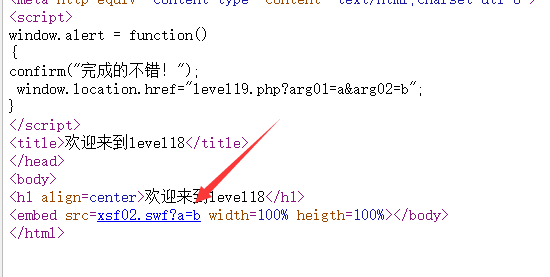 <meta http-equiv="content-type" content="text/html;charset=utf-8">
<script>
window.alert = function()
{
confirm("完成的不错！");
 window.location.href="level19.php?arg01=a&arg02=b";
}
</script>
<title>欢迎来到level18</title>
</head>
<body>
<h1 align=center>欢迎来到level18</h1>
<embed src=xsf02.swf?a=b width=100% heigth=100%></body>
</html>